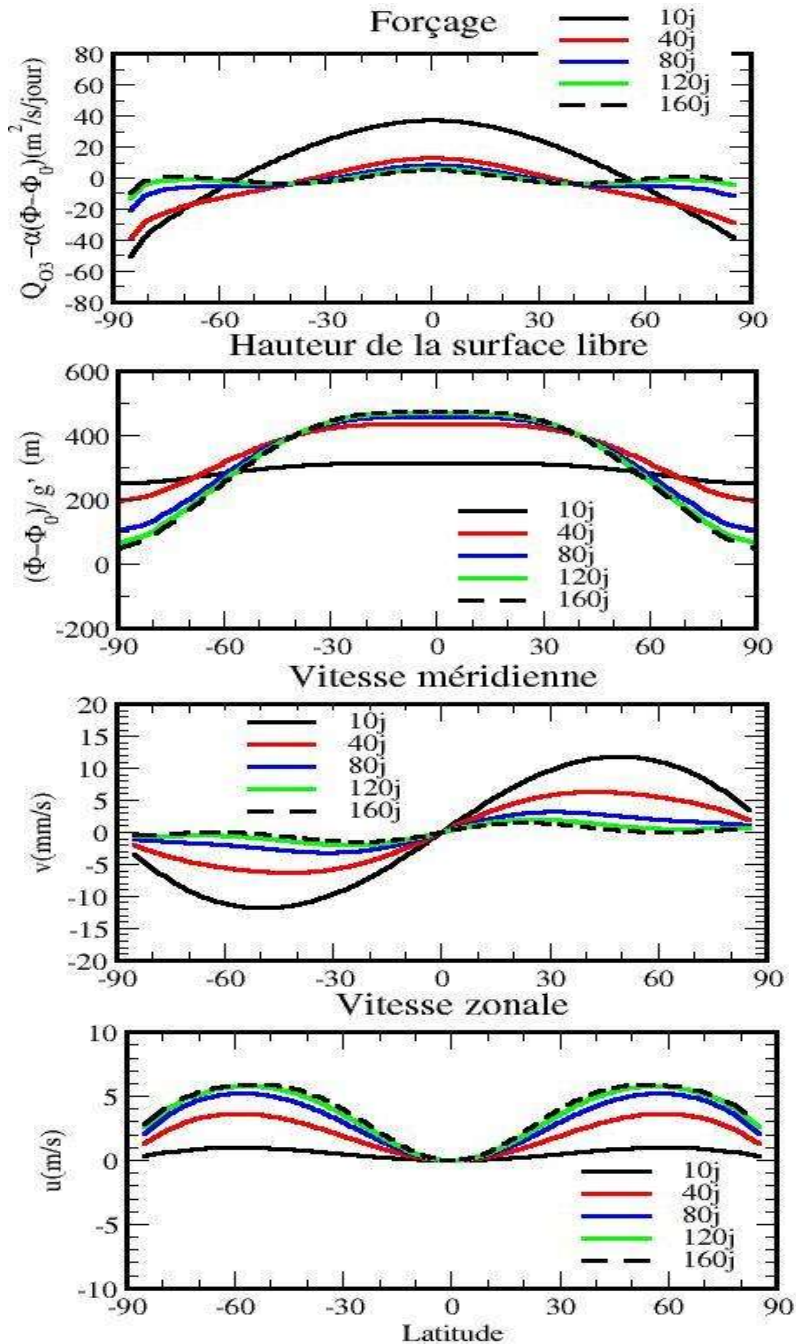 Forçage
10j
40j
80j
120j
160j
Q_{O3} −α(Φ−Φ_0)(m^2/s/jour)
80
60
40
20
0
-20
-40
-60
-80
-90 -60 -30 0 30 60 90
Hauteur de la surface libre
(Φ−Φ_0)/g' (m)
600
400
200
0
-200
10j
40j
80j
120j
160j
-90 -60 -30 0 30 60 90
Vitesse méridienne
v(mm/s)
20
15
10
5
0
-5
-10
-15
-20
10j
40j
80j
120j
160j
-90 -60 -30 0 30 60 90
Vitesse zonale
u(m/s)
10
5
0
-5
-10
10j
40j
80j
120j
160j
-90 -60 -30 0 30 60 90
Latitude